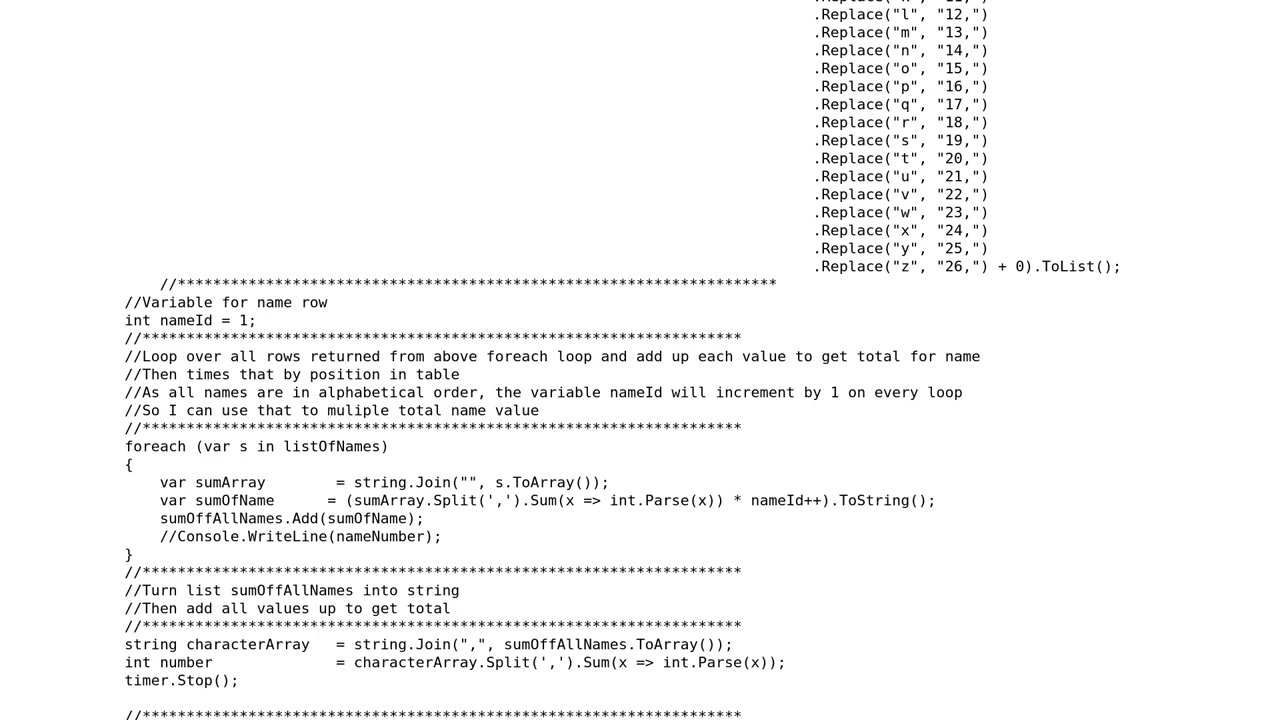 .Replace("l", "12,")
.Replace("m", "13,")
.Replace("n", "14,")
.Replace("o", "15,")
.Replace("p", "16,")
.Replace("q", "17,")
.Replace("r", "18,")
.Replace("s", "19,")
.Replace("t", "20,")
.Replace("u", "21,")
.Replace("v", "22,")
.Replace("w", "23,")
.Replace("x", "24,")
.Replace("y", "25,")
.Replace("z", "26,") + 0).ToList();
//********************************************************************
//Variable for name row
int nameId = 1;
//********************************************************************
//Loop over all rows returned from above foreach loop and add up each value to get total for name
//Then times that by position in table
//As all names are in alphabetical order, the variable nameId will increment by 1 on every loop
//So I can use that to muliple total name value
//********************************************************************
foreach (var s in listOfNames)
{
    var sumArray        = string.Join("", s.ToArray());
    var sumOfName      = (sumArray.Split(',').Sum(x => int.Parse(x)) * nameId++).ToString();
    sumOffAllNames.Add(sumOfName);
    //Console.WriteLine(nameNumber);
}
//********************************************************************
//Turn list sumOffAllNames into string
//Then add all values up to get total
//********************************************************************
string characterArray   = string.Join(",", sumOffAllNames.ToArray());
int number              = characterArray.Split(',').Sum(x => int.Parse(x));
timer.Stop();
//********************************************************************